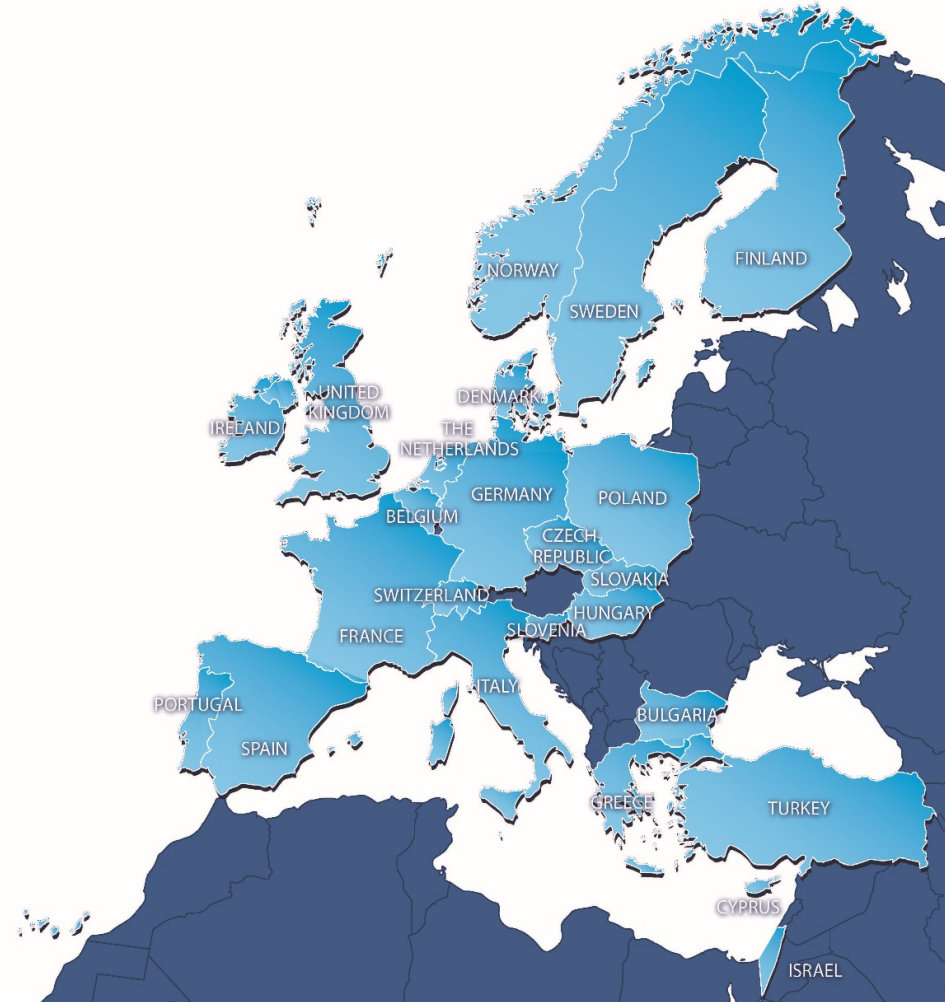 NORWAY
FINLAND
SWEDEN
UNITED
KINGDOM
DENMARK
IRELAND
THE
NETHERLANDS
GERMANY
POLAND
BELGIUM
CZECH
REPUBLIC
SLOVAKIA
SWITZERLAND
HUNGARY
SLOVENIA
FRANCE
ITALY
PORTUGAL
BULGARIA
SPAIN
GREECE
TURKEY
CYPRUS
ISRAEL